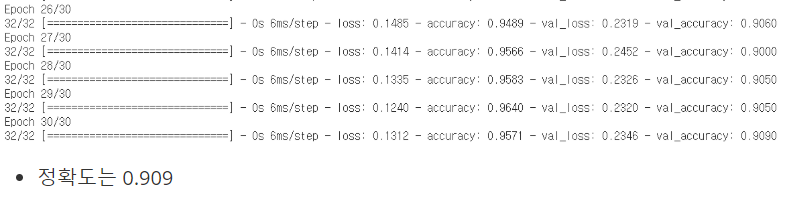 Epoch 26/30
32/32 [==============================] - 0s 6ms/step - loss: 0.1485 - accuracy: 0.9489 - val_loss: 0.2319 - val_accuracy: 0.9060
Epoch 27/30
32/32 [==============================] - 0s 6ms/step - loss: 0.1414 - accuracy: 0.9566 - val_loss: 0.2452 - val_accuracy: 0.9000
Epoch 28/30
32/32 [==============================] - 0s 6ms/step - loss: 0.1335 - accuracy: 0.9583 - val_loss: 0.2326 - val_accuracy: 0.9050
Epoch 29/30
32/32 [==============================] - 0s 6ms/step - loss: 0.1240 - accuracy: 0.9640 - val_loss: 0.2320 - val_accuracy: 0.9050
Epoch 30/30
32/32 [==============================] - 0s 6ms/step - loss: 0.1312 - accuracy: 0.9571 - val_loss: 0.2346 - val_accuracy: 0.9090
• 정확도는 0.909